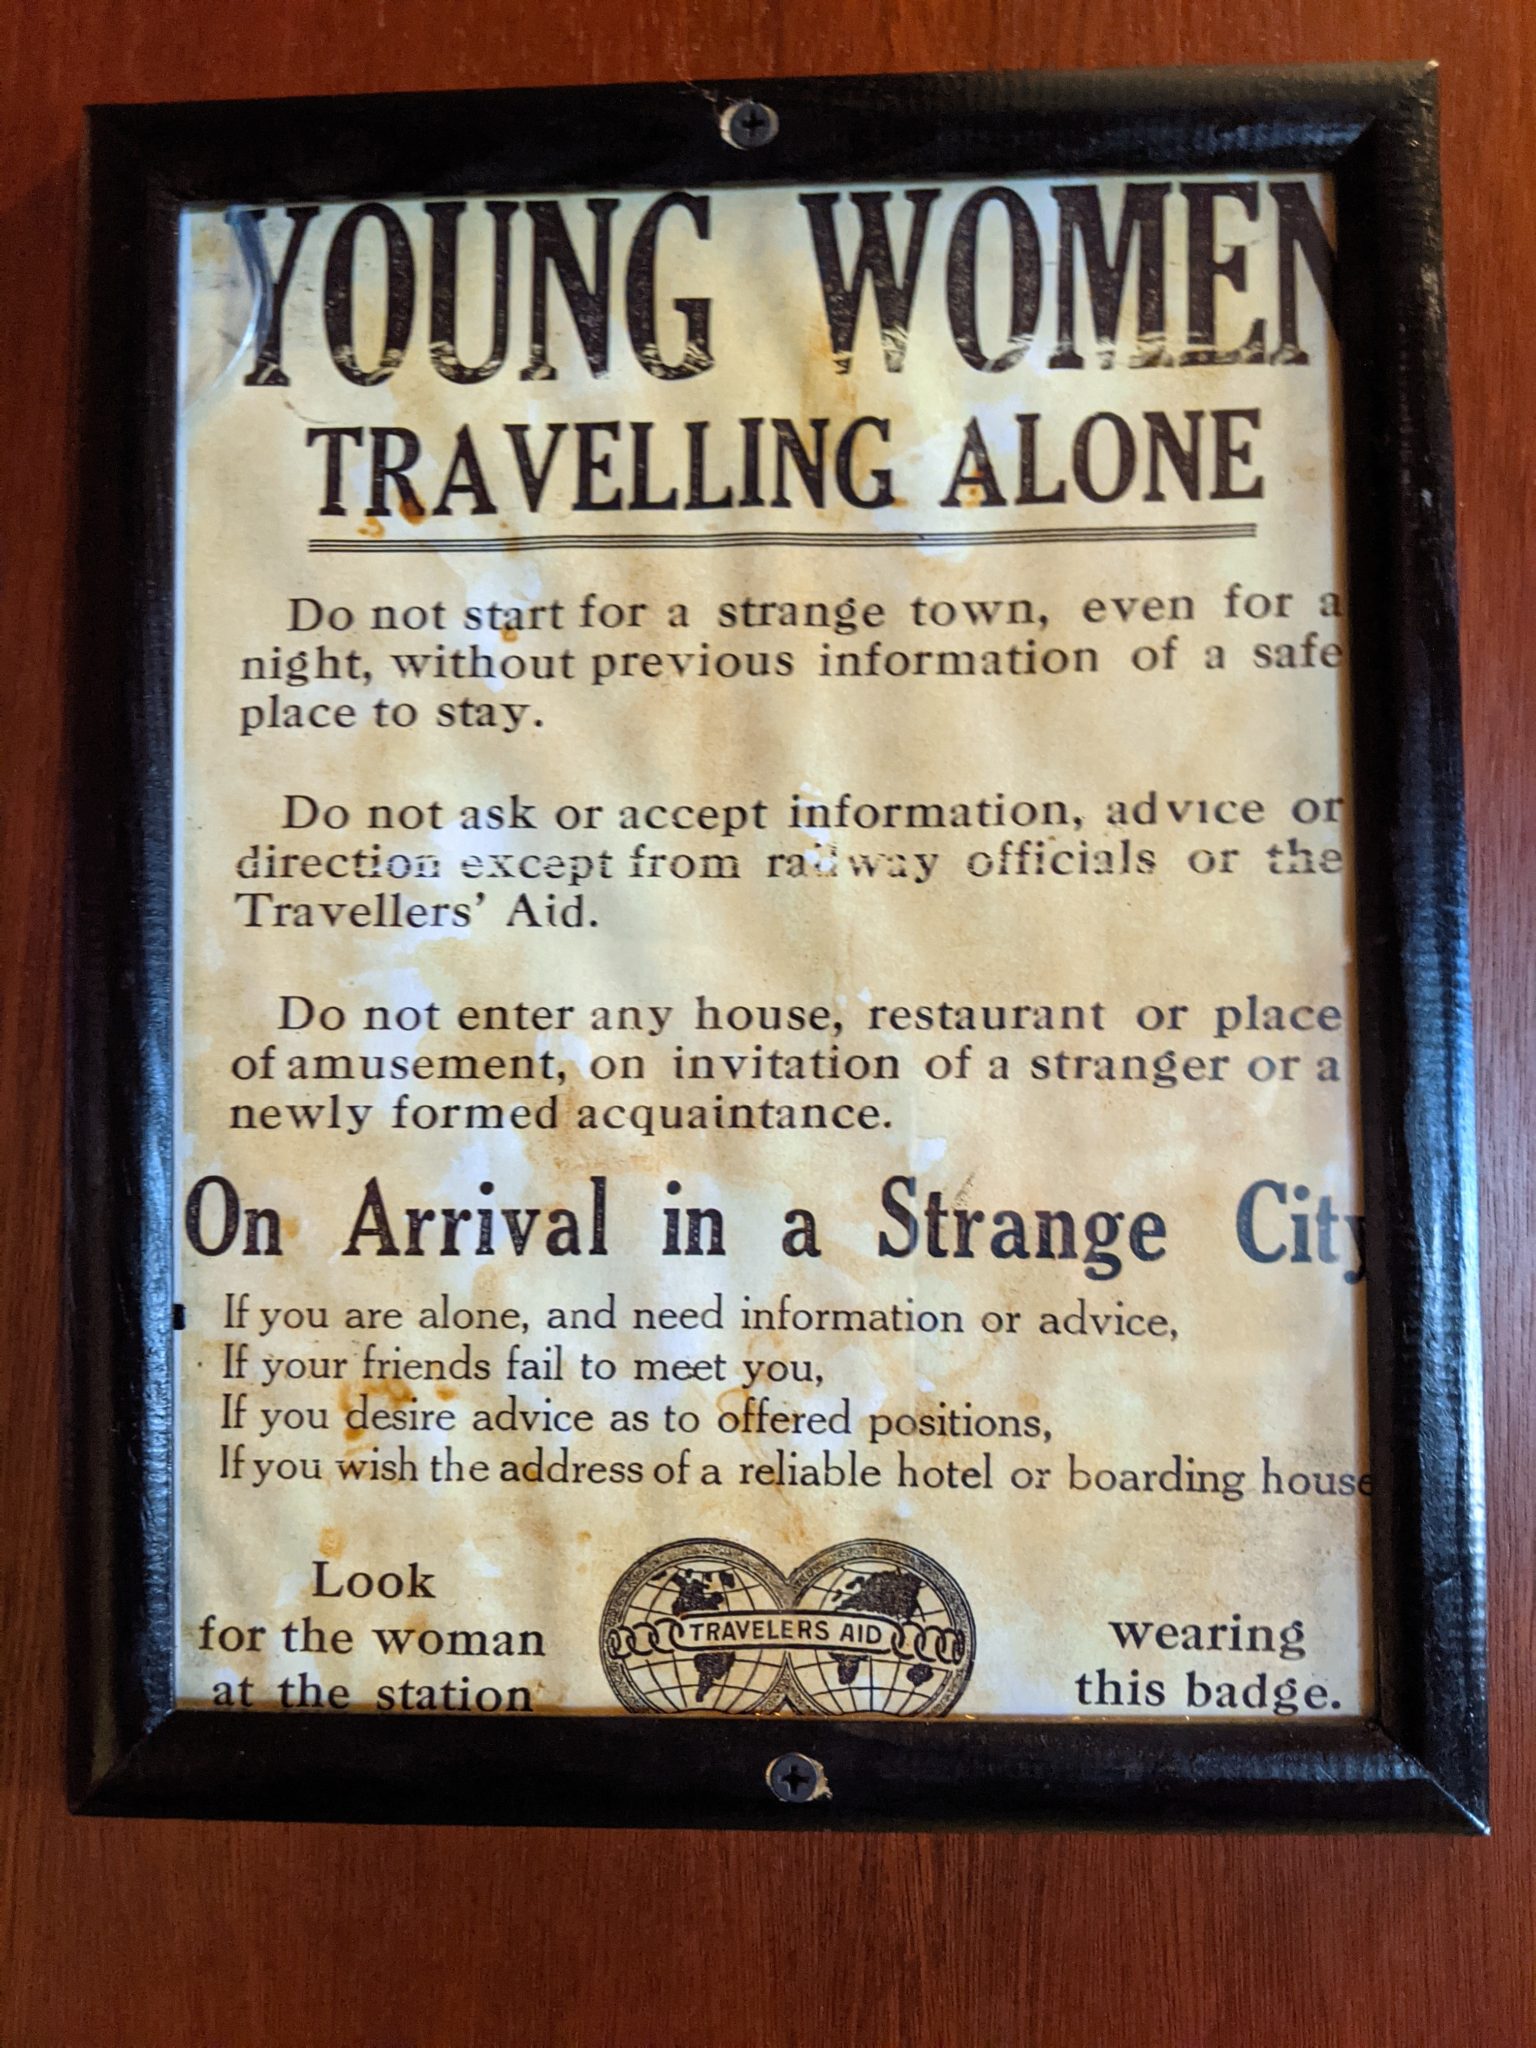 YOUNG WOMEN
TRAVELLING ALONE
Do not start for a strange town, even for a
night, without previous information of a safe
place to stay.
Do not ask or accept information, advice or
direction except from railway officials or the
Travellers' Aid.
Do not enter any house, restaurant or place
of amusement, on invitation of a stranger or a
newly formed acquaintance.
On Arrival in a Strange City
If you are alone, and need information or advice,
If your friends fail to meet you,
If you desire advice as to offered positions,
If you wish the address of a reliable hotel or boarding house
Look
for the woman
at the station
TRAVELERS AID
wearing
this badge.